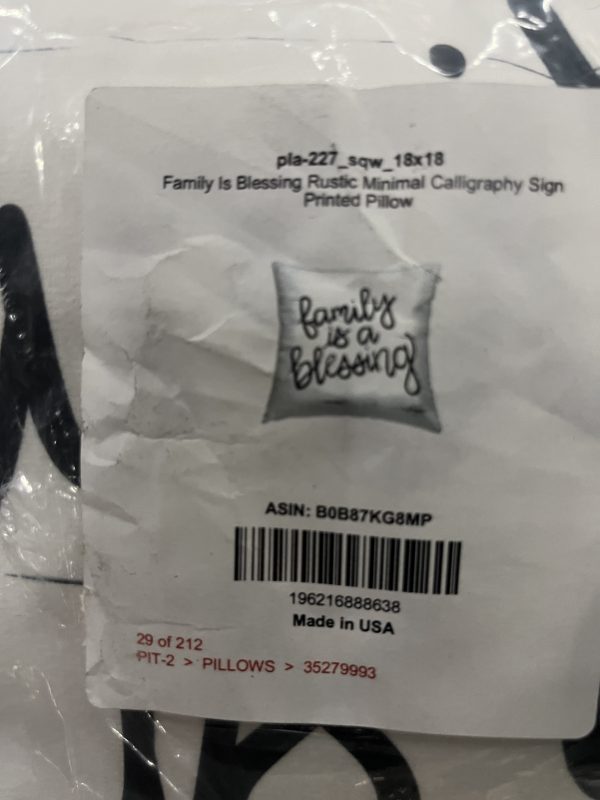 pla-227_sqw_18x18
Family Is Blessing Rustic Minimal Calligraphy Sign
Printed Pillow
family
is a
blessing
ASIN: B0B87KG8MP
196216888638
Made in USA
29 of 212
PIT-2 > PILLOWS > 35279993